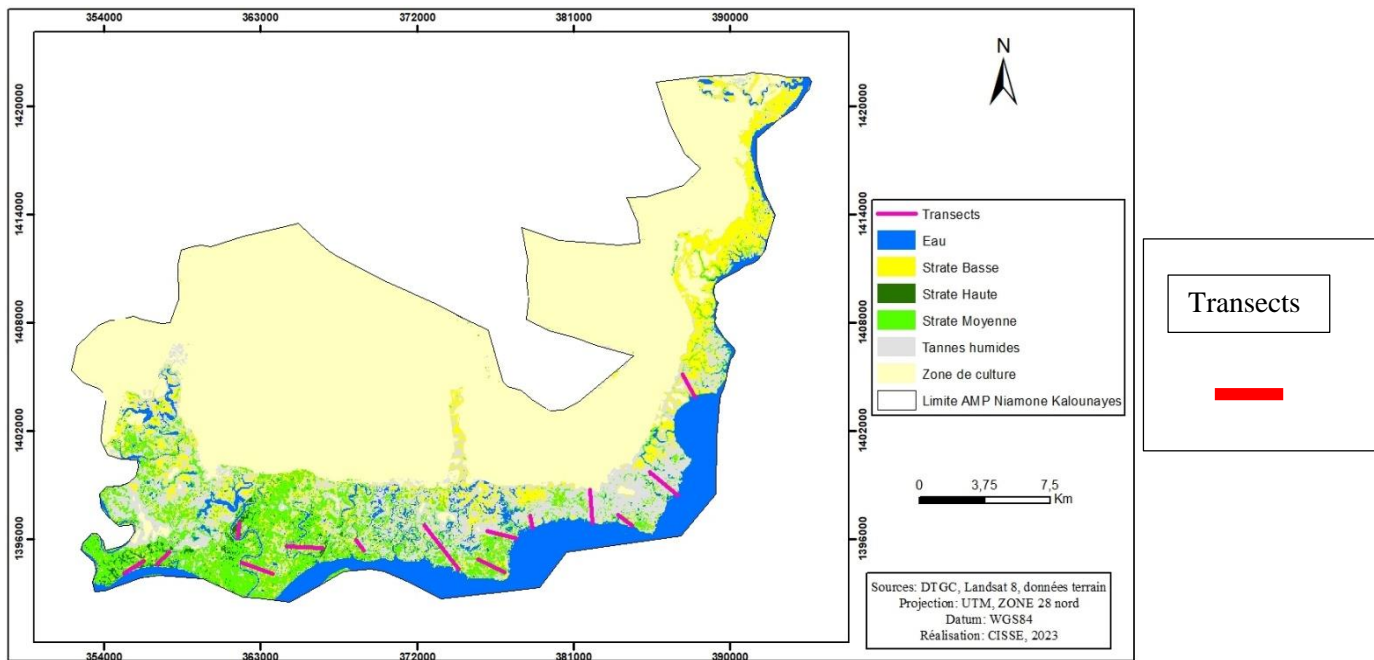 354000 363000 372000 381000 390000
N
1420000 1420000
1414000 1414000
1408000 1408000
1402000 1402000
1396000 1396000
354000 363000 372000 381000 390000
Transects
Eau
Strate Basse
Strate Haute
Strate Moyenne
Tannes humides
Zone de culture
Limite AMP Niamone Kalounayes
0 3,75 7,5
Km
Sources: DTGC, Landsat 8, données terrain
Projection: UTM, ZONE 28 nord
Datum: WGS84
Réalisation: CISSE, 2023
Transects